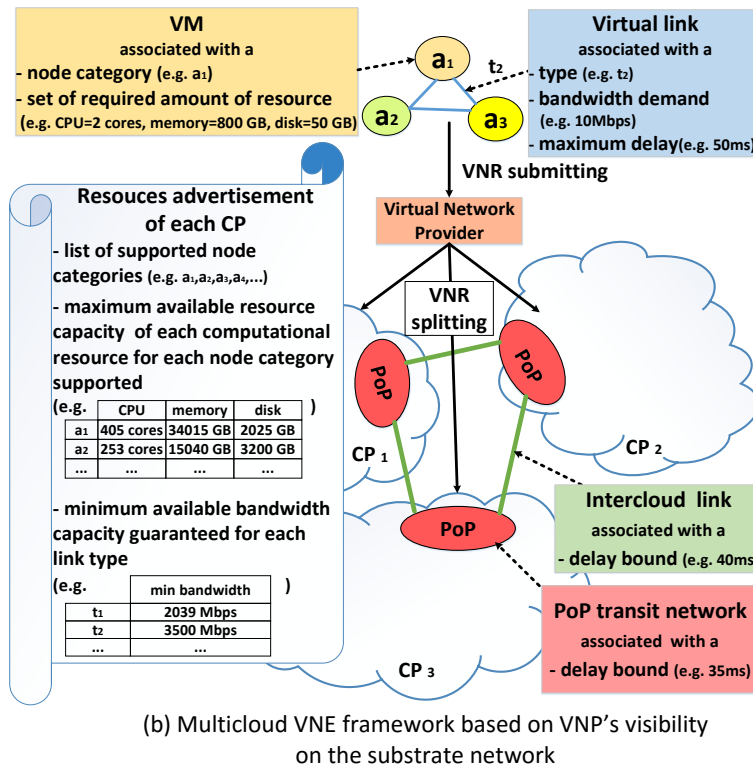 VM
associated with a
- node category (e.g. a₁)
- set of required amount of resource
(e.g. CPU=2 cores, memory=800 GB, disk=50 GB)
a₁
t₂
a₂
a₃
Virtual link
associated with a
- type (e.g. t₂)
- bandwidth demand
(e.g. 10Mbps)
- maximum delay(e.g. 50ms)
VNR submitting
Virtual Network
Provider
VNR
splitting
Resouces advertisement
of each CP
- list of supported node
categories (e.g. a₁,a₂,a₃,a₄,...)
- maximum available resource
capacity of each computational
resource for each node category
supported
(e.g. CPU memory disk )
a₁ 405 cores 34015 GB 2025 GB
a₂ 253 cores 15040 GB 3200 GB
... ... ... ...
- minimum available bandwidth
capacity guaranteed for each
link type
(e.g. min bandwidth )
t₁ 2039 Mbps
t₂ 3500 Mbps
... ...
PoP
PoP
PoP
CP 1
CP 2
CP 3
Intercloud link
associated with a
- delay bound (e.g. 40ms)
PoP transit network
associated with a
- delay bound (e.g. 35ms)
(b) Multicloud VNE framework based on VNP's visibility
on the substrate network